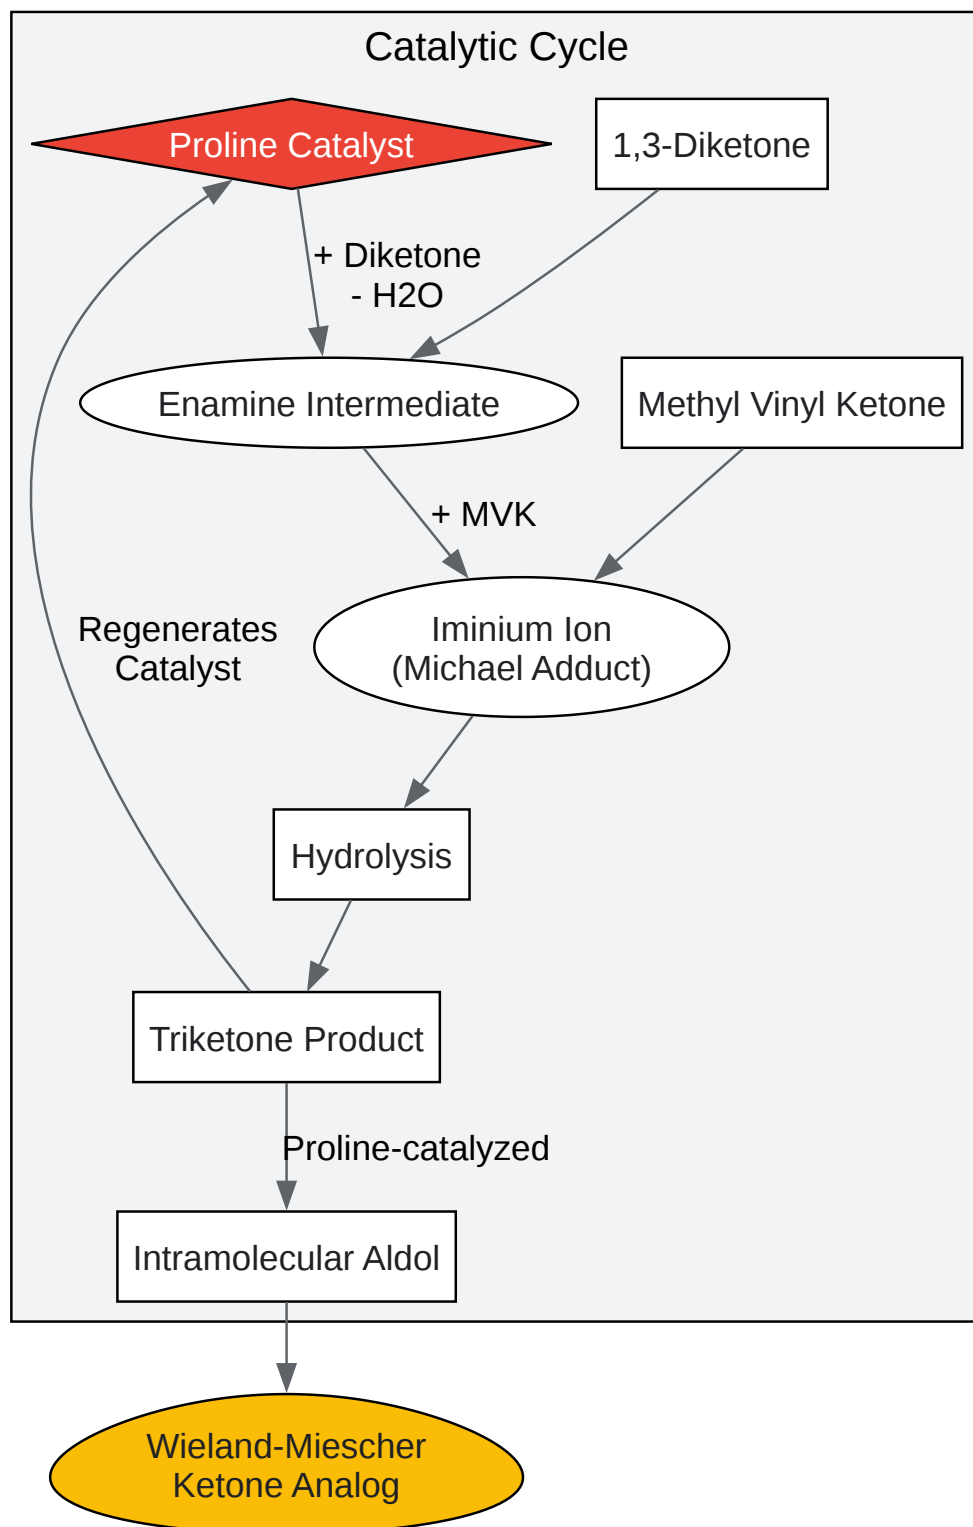 Catalytic Cycle
Proline Catalyst
1,3-Diketone
+ Diketone
- H2O
Enamine Intermediate
Methyl Vinyl Ketone
+ MVK
Regenerates
Catalyst
Iminium Ion
(Michael Adduct)
Hydrolysis
Triketone Product
Proline-catalyzed
Intramolecular Aldol
Wieland-Miescher
Ketone Analog